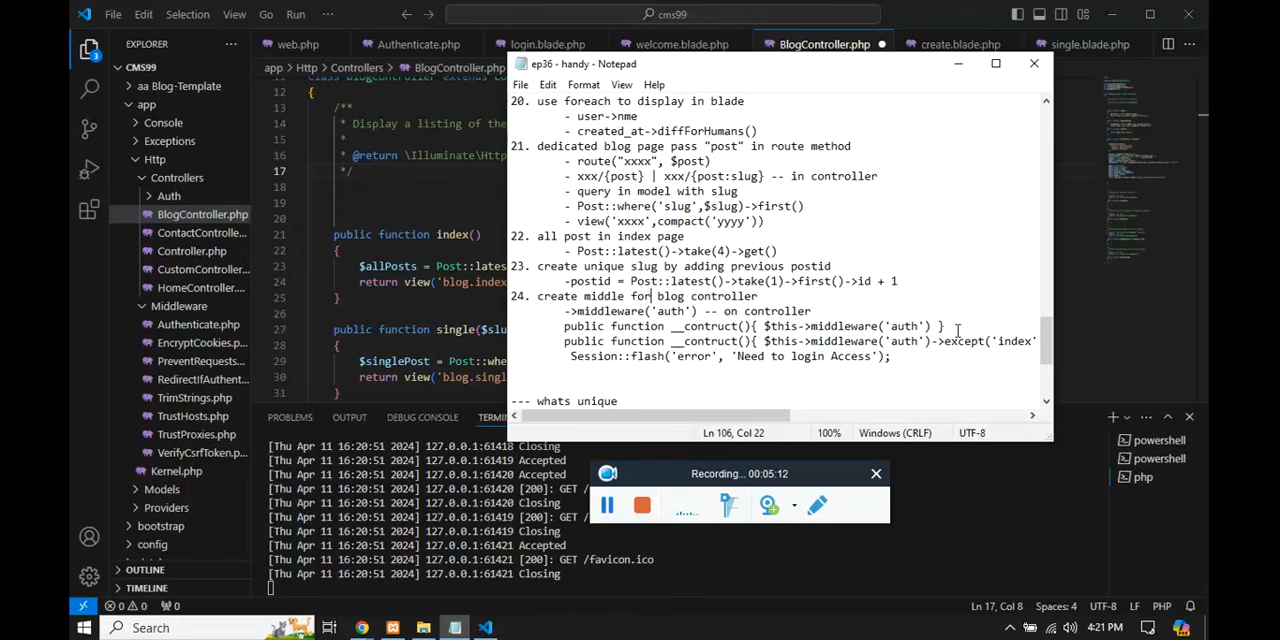 File Edit Selection View Go Run ··· cms99
EXPLORER
web.php Authenticate.php login.blade.php welcome.blade.php BlogController.php create.blade.php single.blade.php
app > Http > Controllers > BlogController.php
CMS99
aa Blog-Template
app
Console
Exceptions
Http
Controllers
Auth
BlogController.php
ContactControlle...
Controller.php
CustomControlle...
HomeController...
Middleware
Authenticate.php
EncryptCookies....
PreventRequests...
RedirectIfAuthent...
TrimStrings.php
TrustHosts.php
TrustProxies.php
VerifyCsrfToken.p...
Kernel.php
Models
Providers
bootstrap
config
OUTLINE
TIMELINE
12 {
13 /**
14 * Display a listing of the
15 *
16 * @return \Illuminate\Http
17 */
18
19
20
21 public function index()
22 {
23 $allPosts = Post::lates
24 return view('blog.index
25 }
26
27 public function single($slu
28 {
29 $singlePost = Post::whe
30 return view('blog.singl
31 }
ep36 - handy - Notepad
File Edit Format View Help
20. use foreach to display in blade
- user->nme
- created_at->diffForHumans()
21. dedicated blog page pass "post" in route method
- route("xxxx", $post)
- xxx/{post} | xxx/{post:slug} -- in controller
- query in model with slug
- Post::where('slug',$slug)->first()
- view('xxxx',compact('yyyy'))
22. all post in index page
- Post::latest()->take(4)->get()
23. create unique slug by adding previous postid
-postid = Post::latest()->take(1)->first()->id + 1
24. create middle for blog controller
->middleware('auth') -- on controller
public function __contruct(){ $this->middleware('auth') }
public function __contruct(){ $this->middleware('auth')->except('index'
Session::flash('error', 'Need to login Access');
--- whats unique
Ln 106, Col 22 100% Windows (CRLF) UTF-8
PROBLEMS OUTPUT DEBUG CONSOLE TERM
[Thu Apr 11 16:20:51 2024] 127.0.0.1:61418 Closing
[Thu Apr 11 16:20:51 2024] 127.0.0.1:61419 Accepted
[Thu Apr 11 16:20:51 2024] 127.0.0.1:61420 Accepted
[Thu Apr 11 16:20:51 2024] 127.0.0.1:61420 [200]: GET /
[Thu Apr 11 16:20:51 2024] 127.0.0.1:61420 Closing
[Thu Apr 11 16:20:51 2024] 127.0.0.1:61419 [200]: GET /
[Thu Apr 11 16:20:51 2024] 127.0.0.1:61419 Closing
[Thu Apr 11 16:20:51 2024] 127.0.0.1:61421 Accepted
[Thu Apr 11 16:20:51 2024] 127.0.0.1:61421 [200]: GET /favicon.ico
[Thu Apr 11 16:20:51 2024] 127.0.0.1:61421 Closing
powershell
powershell
php
Recording... 00:05:12
0 0 0 Ln 17, Col 8 Spaces: 4 UTF-8 LF PHP
Search 4:21 PM